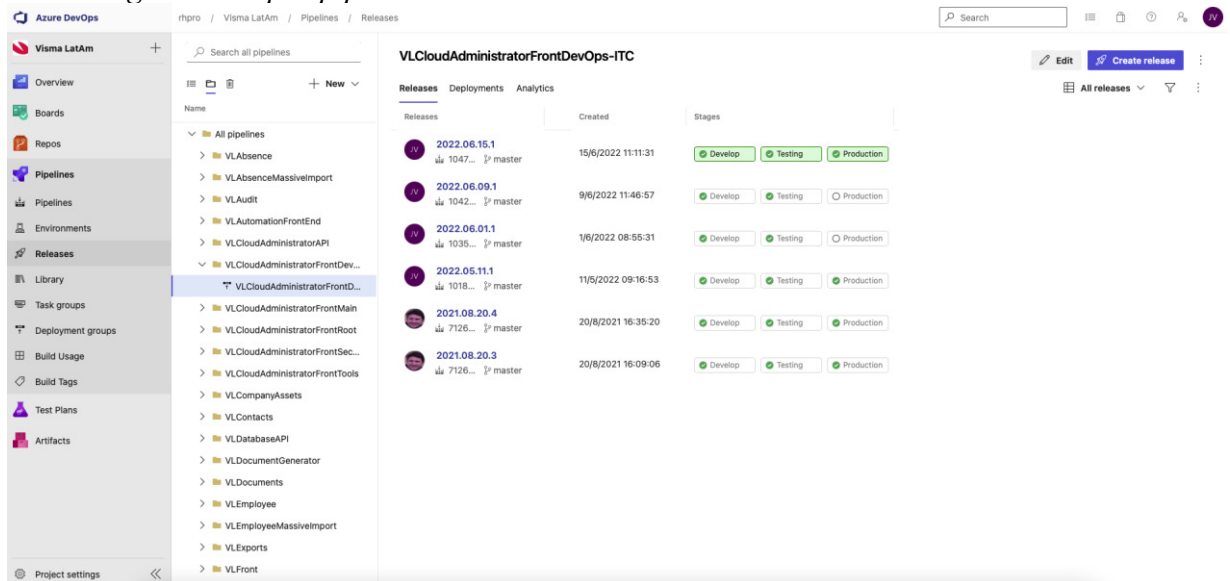 Azure DevOps
rhpro / Visma LatAm / Pipelines / Releases
Search
JV
Visma LatAm
Overview
Boards
Repos
Pipelines
Pipelines
Environments
Releases
Library
Task groups
Deployment groups
Build Usage
Build Tags
Test Plans
Artifacts
Project settings
Search all pipelines
New
Name
All pipelines
VLAbsence
VLAbsenceMassiveImport
VLAudit
VLAutomationFrontEnd
VLCloudAdministratorAPI
VLCloudAdministratorFrontDev...
VLCloudAdministratorFrontD...
VLCloudAdministratorFrontMain
VLCloudAdministratorFrontRoot
VLCloudAdministratorFrontSec...
VLCloudAdministratorFrontTools
VLCompanyAssets
VLContacts
VLDatabaseAPI
VLDocumentGenerator
VLDocuments
VLEmployee
VLEmployeeMassiveImport
VLExports
VLFront
VLCloudAdministratorFrontDevOps-ITC
Edit
Create release
Releases Deployments Analytics
All releases
Releases Created Stages
JV 2022.06.15.1 15/6/2022 11:11:31 Develop Testing Production
1047... master
JV 2022.06.09.1 9/6/2022 11:46:57 Develop Testing Production
1042... master
JV 2022.06.01.1 1/6/2022 08:55:31 Develop Testing Production
1035... master
JV 2022.05.11.1 11/5/2022 09:16:53 Develop Testing Production
1018... master
2021.08.20.4 20/8/2021 16:35:20 Develop Testing Production
7126... master
2021.08.20.3 20/8/2021 16:09:06 Develop Testing Production
7126... master